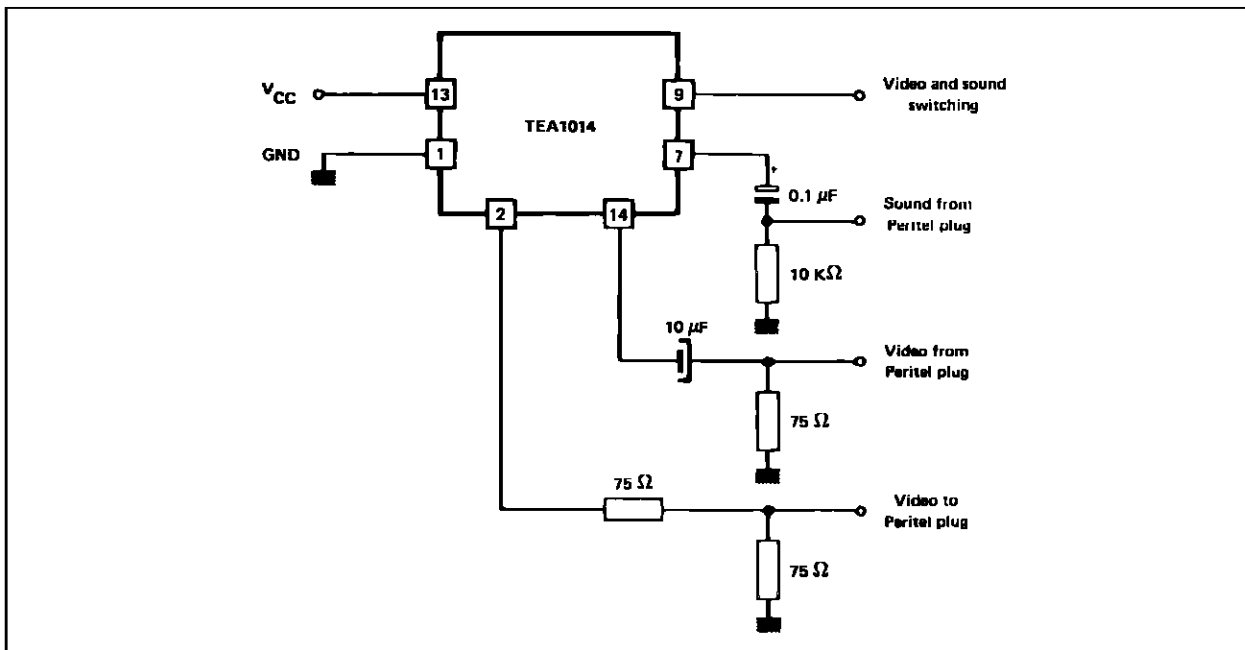 V_CC
13
9
Video and sound
switching
TEA1014
GND
1
7
+
0.1 µF
Sound from
Peritel plug
2
14
10 KΩ
10 µF
Video from
Peritel plug
75 Ω
75 Ω
Video to
Peritel plug
75 Ω